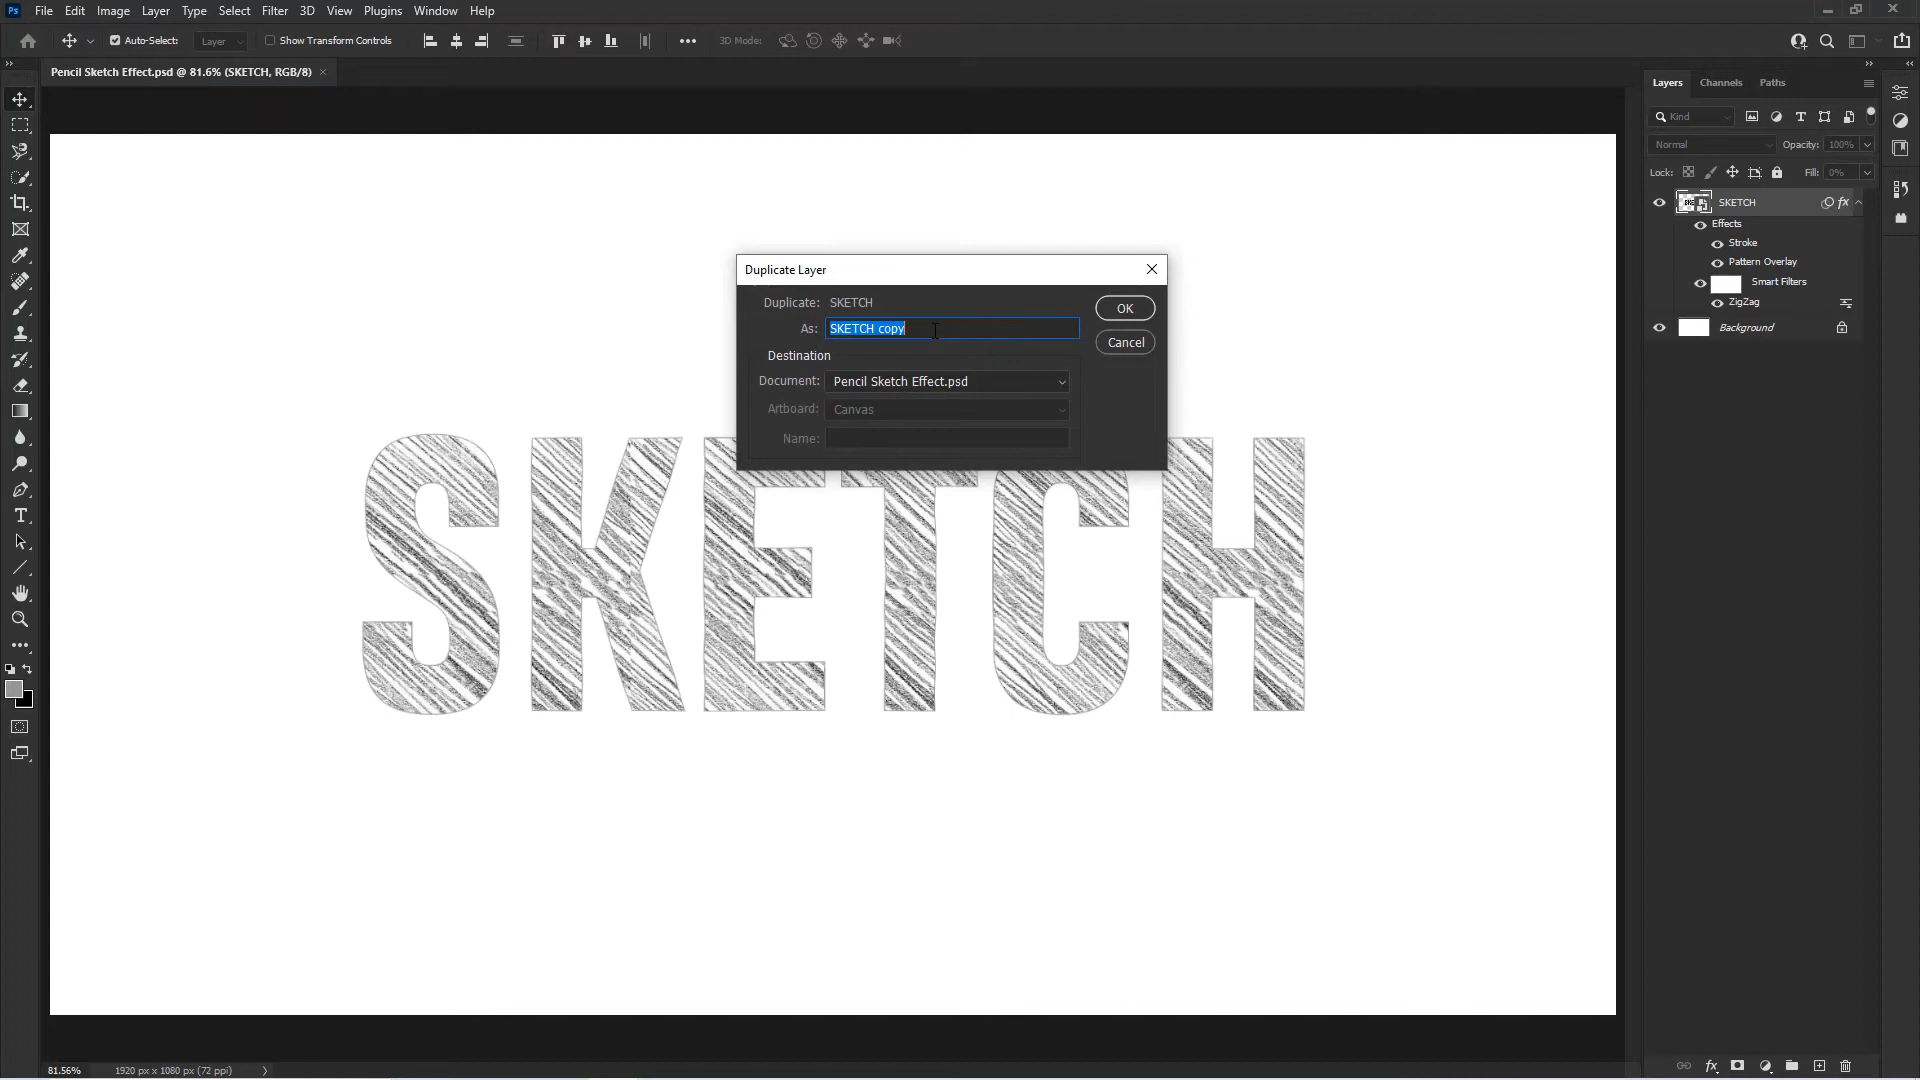 Ps File Edit Image Layer Type Select Filter 3D View Plugins Window Help
Auto-Select: Layer Show Transform Controls 3D Mode:
Pencil Sketch Effect.psd @ 81.6% (SKETCH, RGB/8)
Layers Channels Paths
Kind
Normal Opacity: 100%
Lock: Fill: 0%
SKETCH fx
Effects
Stroke
Pattern Overlay
Smart Filters
ZigZag
Background
Duplicate Layer
Duplicate: SKETCH
As: SKETCH copy
OK
Cancel
Destination
Document: Pencil Sketch Effect.psd
Artboard: Canvas
Name:
SKETCH
81.56% 1920 px x 1080 px (72 ppi)
fx